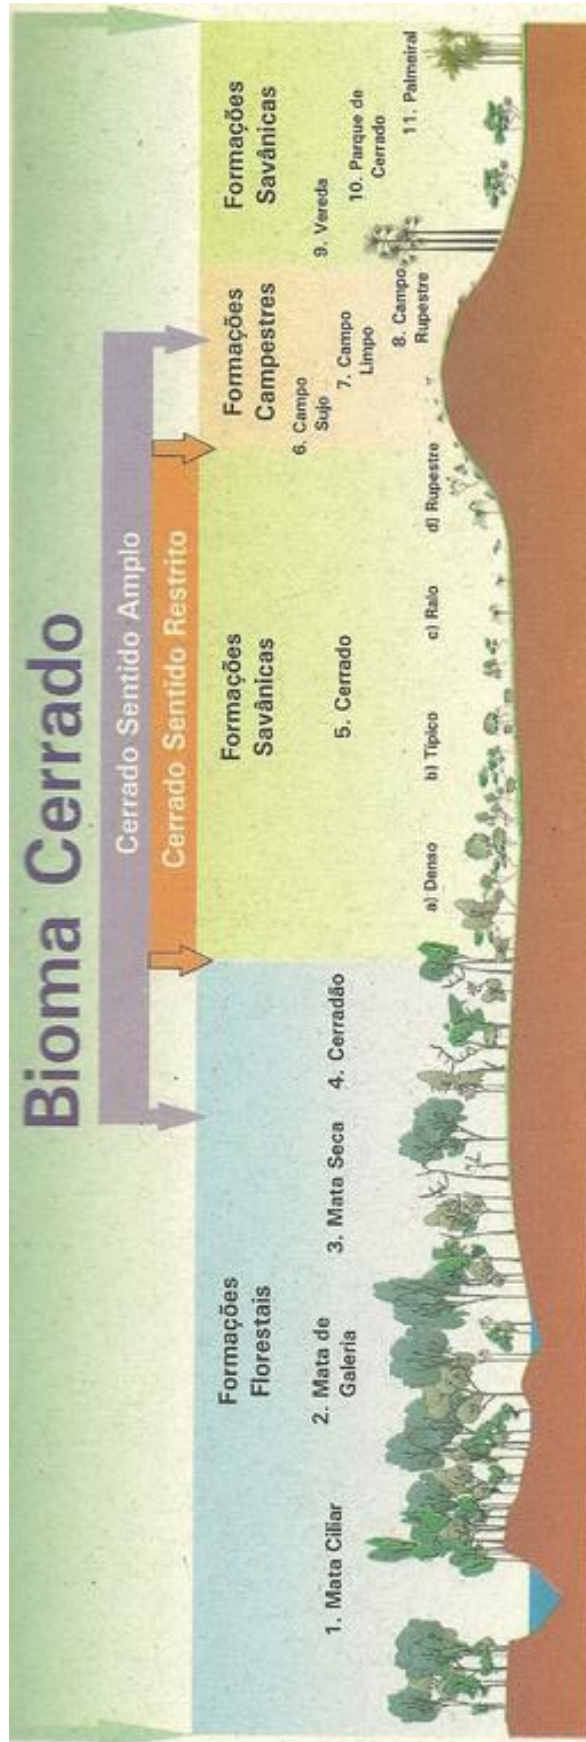 Bioma Cerrado
Cerrado Sentido Amplo
Cerrado Sentido Restrito
Formações
Florestais
1. Mata Ciliar
2. Mata de
Galeria
3. Mata Seca
4. Cerradão
Formações
Savânicas
5. Cerrado
a) Denso
b) Típico
c) Ralo
d) Rupestre
Formações
Campestres
6. Campo
Sujo
7. Campo
Limpo
8. Campo
Rupestre
Formações
Savânicas
9. Vereda
10. Parque de
Cerrado
11. Palmeiral